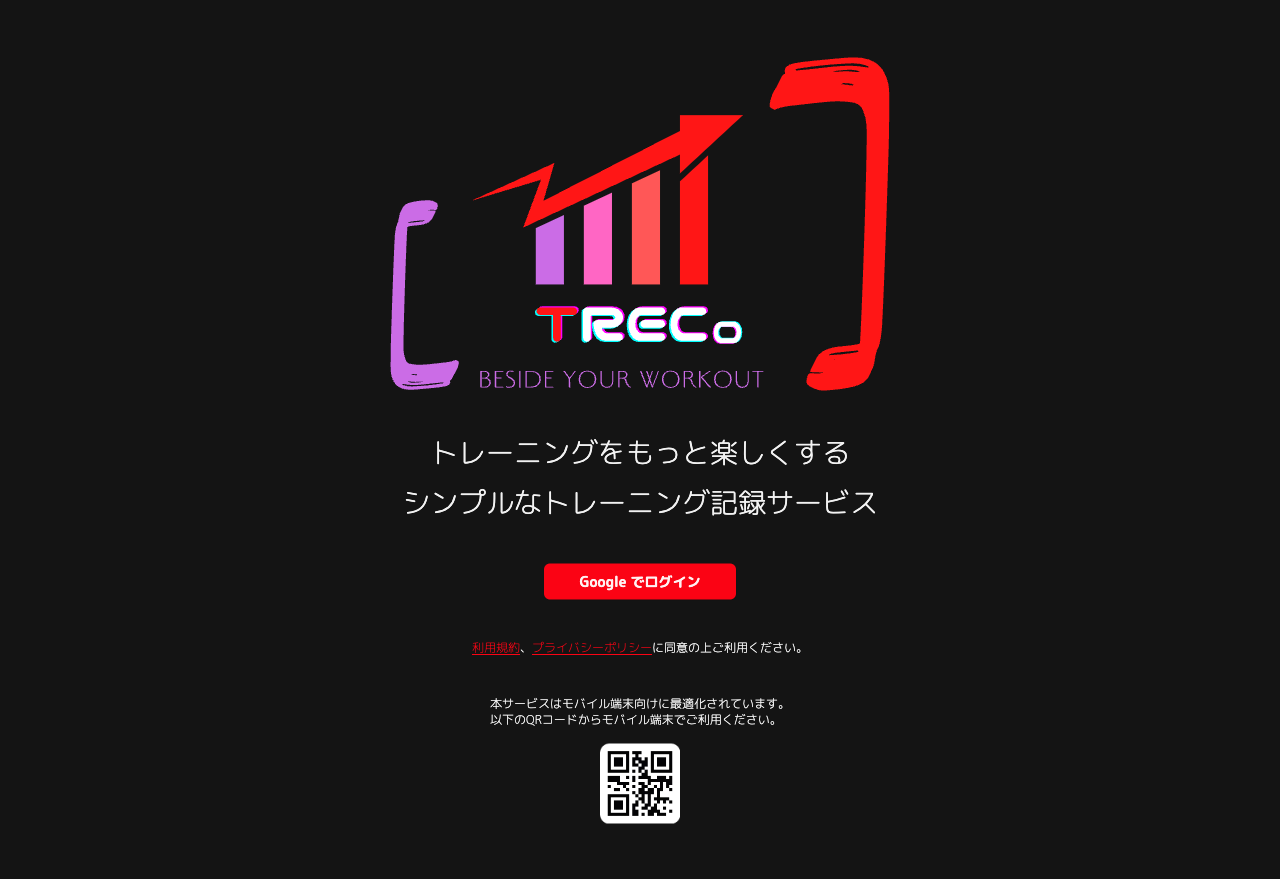 TRECo
BESIDE YOUR WORKOUT
トレーニングをもっと楽しくする
シンプルなトレーニング記録サービス
Google でログイン
利用規約、プライバシーポリシーに同意の上ご利用ください。
本サービスはモバイル端末向けに最適化されています。
以下のQRコードからモバイル端末でご利用ください。